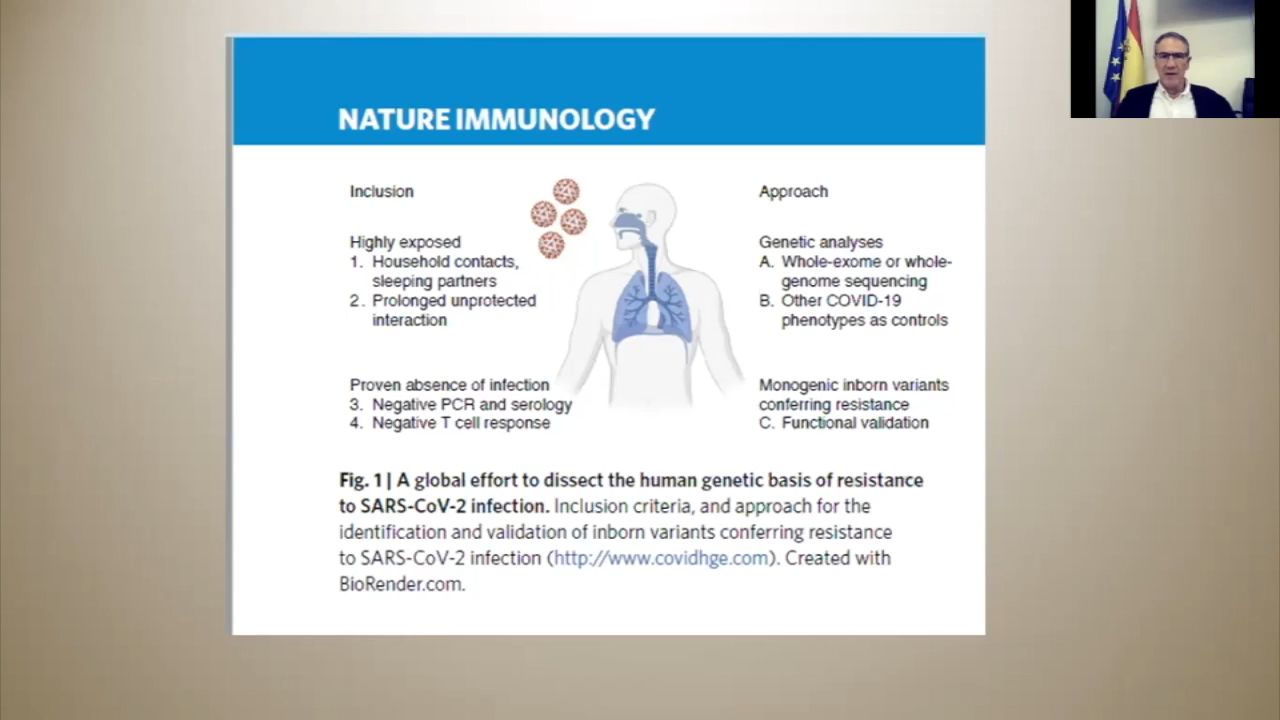 NATURE IMMUNOLOGY
Inclusion
Highly exposed
1. Household contacts,
sleeping partners
2. Prolonged unprotected
interaction
Proven absence of infection
3. Negative PCR and serology
4. Negative T cell response
Approach
Genetic analyses
A. Whole-exome or whole-
genome sequencing
B. Other COVID-19
phenotypes as controls
Monogenic inborn variants
conferring resistance
C. Functional validation
Fig. 1 | A global effort to dissect the human genetic basis of resistance
to SARS-CoV-2 infection. Inclusion criteria, and approach for the
identification and validation of inborn variants conferring resistance
to SARS-CoV-2 infection (http://www.covidhge.com). Created with
BioRender.com.